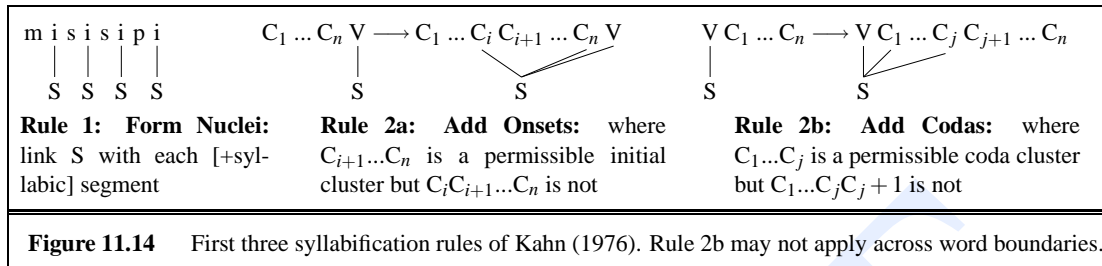 m i s i s i p i
S S S S
Rule 1: Form Nuclei:
link S with each [+syl-
labic] segment
C₁ ... Cₙ V ⟶ C₁ ... Cᵢ Cᵢ₊₁ ... Cₙ V
S S
Rule 2a: Add Onsets: where
Cᵢ₊₁...Cₙ is a permissible initial
cluster but CᵢCᵢ₊₁...Cₙ is not
V C₁ ... Cₙ ⟶ V C₁ ... Cⱼ Cⱼ₊₁ ... Cₙ
S S
Rule 2b: Add Codas: where
C₁...Cⱼ is a permissible coda cluster
but C₁...CⱼCⱼ + 1 is not
Figure 11.14 First three syllabification rules of Kahn (1976). Rule 2b may not apply across word boundaries.